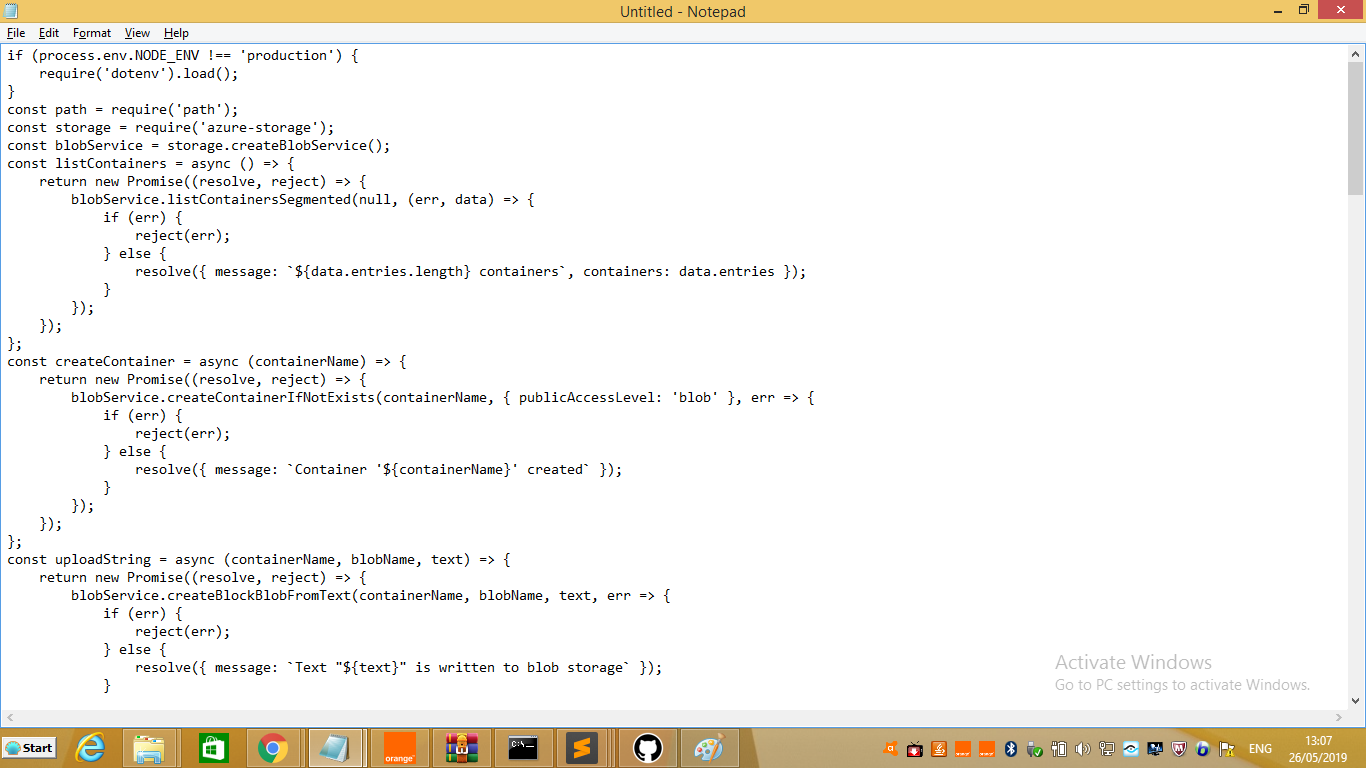 Untitled - Notepad
File Edit Format View Help
if (process.env.NODE_ENV !== 'production') {
    require('dotenv').load();
}
const path = require('path');
const storage = require('azure-storage');
const blobService = storage.createBlobService();
const listContainers = async () => {
    return new Promise((resolve, reject) => {
        blobService.listContainersSegmented(null, (err, data) => {
            if (err) {
                reject(err);
            } else {
                resolve({ message: `${data.entries.length} containers`, containers: data.entries });
            }
        });
    });
};
const createContainer = async (containerName) => {
    return new Promise((resolve, reject) => {
        blobService.createContainerIfNotExists(containerName, { publicAccessLevel: 'blob' }, err => {
            if (err) {
                reject(err);
            } else {
                resolve({ message: `Container '${containerName}' created` });
            }
        });
    });
};
const uploadString = async (containerName, blobName, text) => {
    return new Promise((resolve, reject) => {
        blobService.createBlockBlobFromText(containerName, blobName, text, err => {
            if (err) {
                reject(err);
            } else {
                resolve({ message: `Text "${text}" is written to blob storage` });
            }
Activate Windows
Go to PC settings to activate Windows.
Start
orange
C:\_
ENG
13:07
26/05/2019